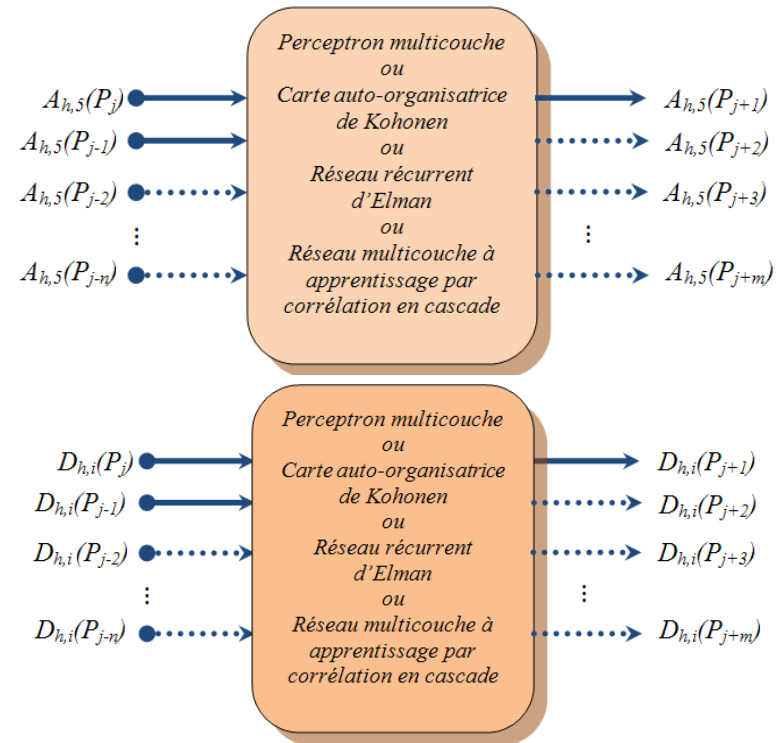 Perceptron multicouche
ou
Carte auto-organisatrice
de Kohonen
ou
Réseau récurrent
d'Elman
ou
Réseau multicouche à
apprentissage par
corrélation en cascade
A_{h,5}(P_j)
A_{h,5}(P_{j-1})
A_{h,5}(P_{j-2})
⋮
A_{h,5}(P_{j-n})
A_{h,5}(P_{j+1})
A_{h,5}(P_{j+2})
A_{h,5}(P_{j+3})
⋮
A_{h,5}(P_{j+m})
Perceptron multicouche
ou
Carte auto-organisatrice
de Kohonen
ou
Réseau récurrent
d'Elman
ou
Réseau multicouche à
apprentissage par
corrélation en cascade
D_{h,i}(P_j)
D_{h,i}(P_{j-1})
D_{h,i}(P_{j-2})
⋮
D_{h,i}(P_{j-n})
D_{h,i}(P_{j+1})
D_{h,i}(P_{j+2})
D_{h,i}(P_{j+3})
⋮
D_{h,i}(P_{j+m})